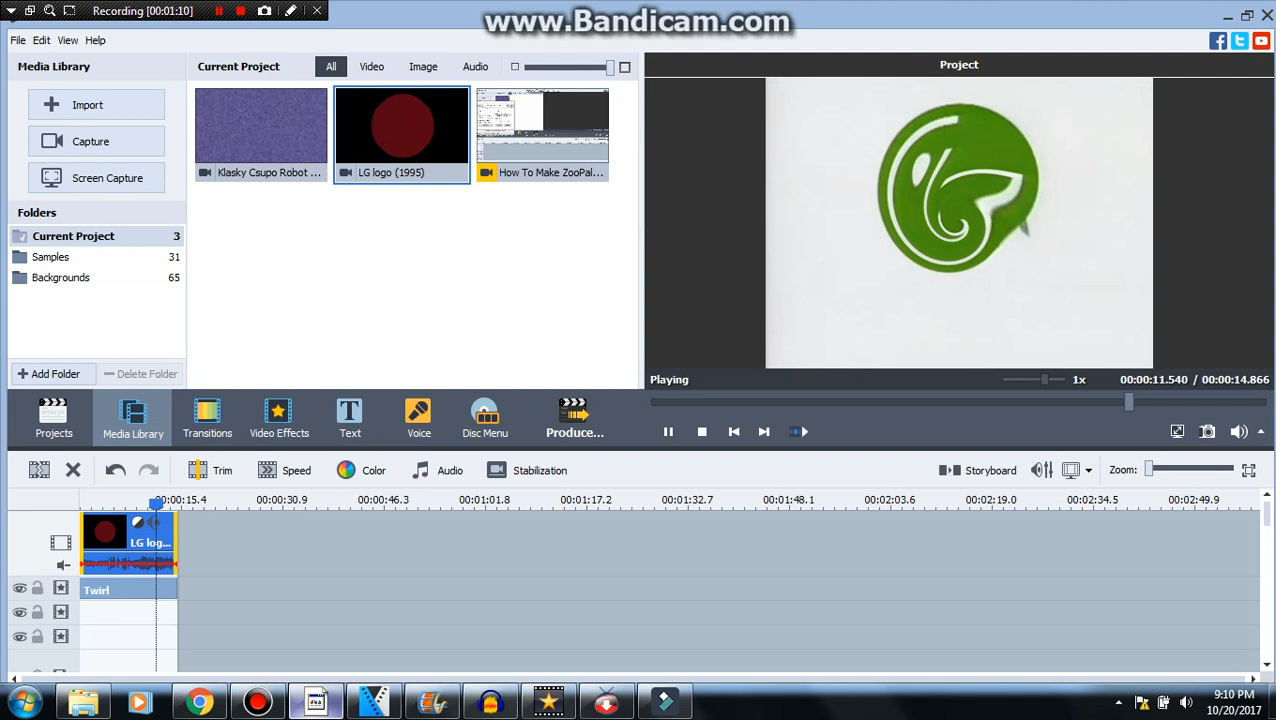 Recording [00:01:10]
www.Bandicam.com
File Edit View Help
Media Library
Import
Capture
Screen Capture
Folders
Current Project 3
Samples 31
Backgrounds 65
Add Folder
Delete Folder
Current Project All Video Image Audio
Klasky Csupo Robot ...
LG logo (1995)
How To Make ZooPal...
Project
Playing 1x 00:00:11.540 / 00:00:14.866
Projects
Media Library
Transitions
Video Effects
Text
Voice
Disc Menu
Produce...
Trim Speed Color Audio Stabilization Storyboard Zoom:
00:00:15.4 00:00:30.9 00:00:46.3 00:01:01.8 00:01:17.2 00:01:32.7 00:01:48.1 00:02:03.6 00:02:19.0 00:02:34.5 00:02:49.9
LG log...
Twirl
9:10 PM
10/20/2017